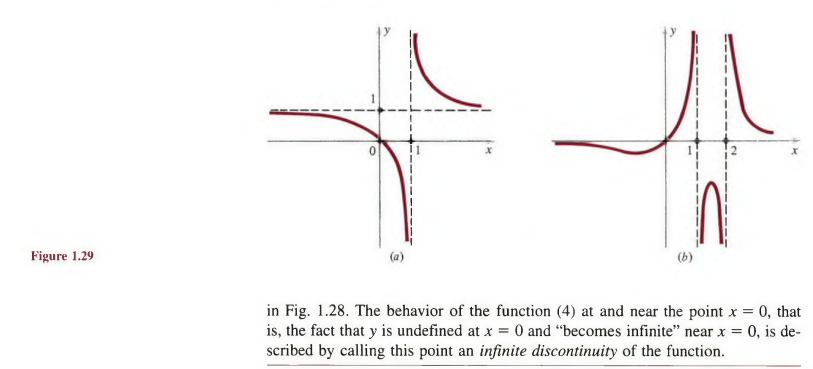 y
1
0
1
x
(a)
y
1
2
x
(b)
Figure 1.29
in Fig. 1.28. The behavior of the function (4) at and near the point x = 0, that
is, the fact that y is undefined at x = 0 and “becomes infinite” near x = 0, is de-
scribed by calling this point an infinite discontinuity of the function.